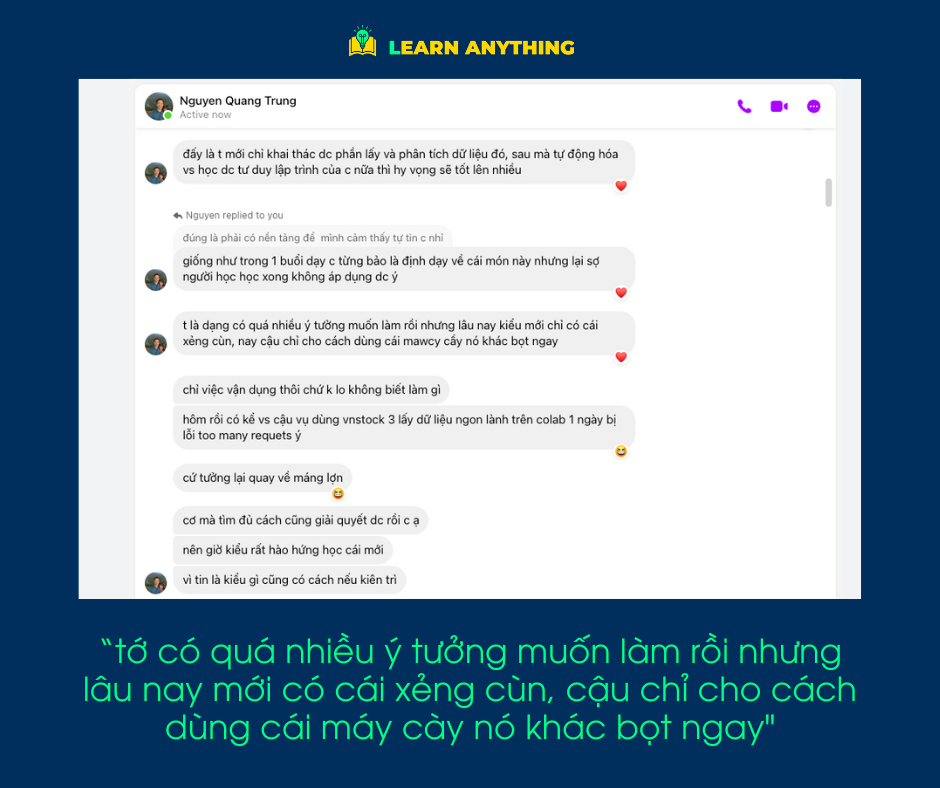 LEARN ANYTHING
Nguyen Quang Trung
Active now
đấy là t mới chỉ khai thác dc phần lấy và phân tích dữ liệu đó, sau mà tự động hóa
vs học dc tư duy lập trình của c nữa thì hy vọng sẽ tốt lên nhiều
Nguyen replied to you
đúng là phải có nền tảng để mình cảm thấy tự tin c nhỉ
giống như trong 1 buổi dạy c từng bảo là định dạy về cái món này nhưng lại sợ
người học học xong không áp dụng dc ý
t là dạng có quá nhiều ý tường muốn làm rồi nhưng lâu nay kiểu mới chỉ có cái
xẻng cùn, nay cậu chỉ cho cách dùng cái mawcy cầy nó khác bọt ngay
chỉ việc vận dụng thôi chứ k lo không biết làm gì
hôm rồi có kể vs cậu vụ dùng vnstock 3 lấy dữ liệu ngon lành trên colab 1 ngày bị
lỗi too many requets ý
cứ tưởng lại quay về máng lợn
cơ mà tìm đủ cách cũng giải quyết dc rồi c ạ
nên giờ kiểu rất hào hứng học cái mới
vì tin là kiểu gì cũng có cách nếu kiên trì
“tớ có quá nhiều ý tưởng muốn làm rồi nhưng
lâu nay mới có cái xẻng cùn, cậu chỉ cho cách
dùng cái máy cày nó khác bọt ngay"